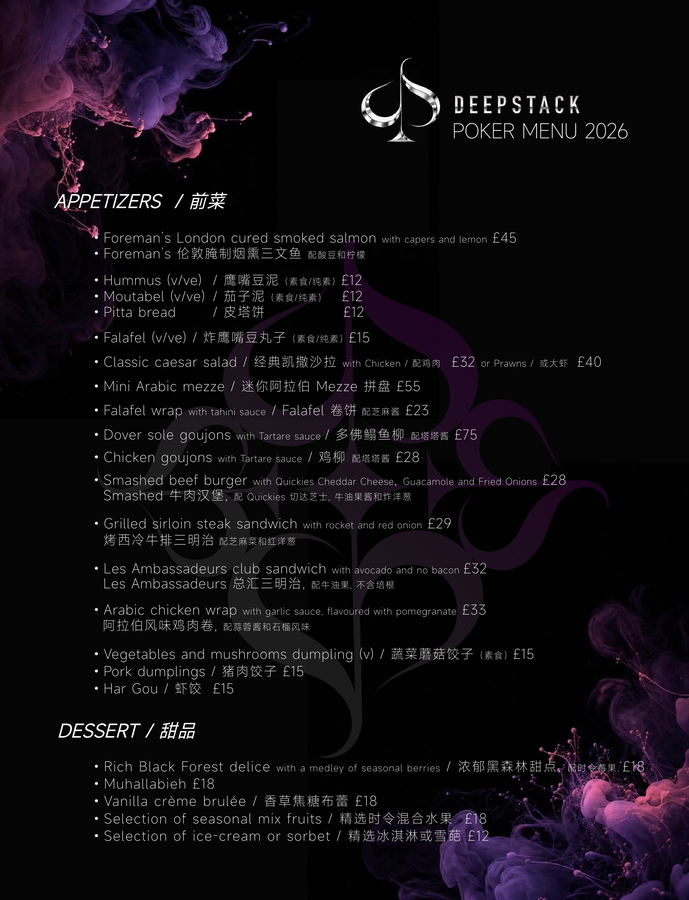 DEEPSTACK
POKER MENU 2026
APPETIZERS / 前菜
• Foreman's London cured smoked salmon with capers and lemon £45
• Foreman's 伦敦腌制烟熏三文鱼 配酸豆和柠檬
• Hummus (v/ve) / 鹰嘴豆泥 (素食/纯素) £12
• Moutabel (v/ve) / 茄子泥 (素食/纯素) £12
• Pitta bread / 皮塔饼 £12
• Falafel (v/ve) / 炸鹰嘴豆丸子 (素食/纯素) £15
• Classic caesar salad / 经典凯撒沙拉 with Chicken / 配鸡肉 £32 or Prawns / 或大虾 £40
• Mini Arabic mezze / 迷你阿拉伯 Mezze 拼盘 £55
• Falafel wrap with tahini sauce / Falafel 卷饼 配芝麻酱 £23
• Dover sole goujons with Tartare sauce / 多佛鳎鱼柳 配塔塔酱 £75
• Chicken goujons with Tartare sauce / 鸡柳 配塔塔酱 £28
• Smashed beef burger with Quickies Cheddar Cheese, Guacamole and Fried Onions £28
Smashed 牛肉汉堡, 配 Quickies 切达芝士, 牛油果酱和炸洋葱
• Grilled sirloin steak sandwich with rocket and red onion £29
烤西冷牛排三明治 配芝麻菜和红洋葱
• Les Ambassadeurs club sandwich with avocado and no bacon £32
Les Ambassadeurs 总汇三明治, 配牛油果, 不含培根
• Arabic chicken wrap with garlic sauce, flavoured with pomegranate £33
阿拉伯风味鸡肉卷, 配蒜蓉酱和石榴风味
• Vegetables and mushrooms dumpling (v) / 蔬菜蘑菇饺子 (素食) £15
• Pork dumplings / 猪肉饺子 £15
• Har Gou / 虾饺 £15
DESSERT / 甜品
• Rich Black Forest delice with a medley of seasonal berries / 浓郁黑森林甜点 / 配时令莓果 £18
• Muhallabieh £18
• Vanilla crème brulée / 香草焦糖布蕾 £18
• Selection of seasonal mix fruits / 精选时令混合水果 £18
• Selection of ice-cream or sorbet / 精选冰淇淋或雪葩 £12